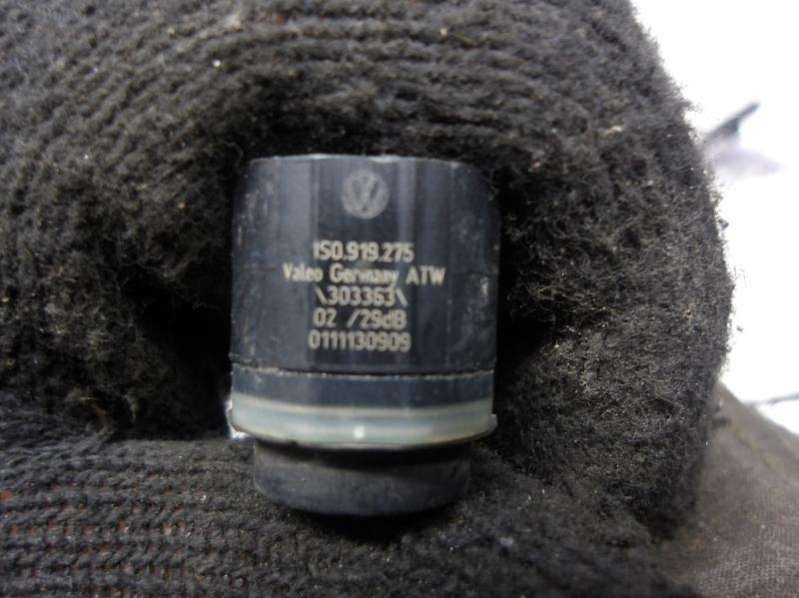 1S0.919.275
Valeo Germany ATW
\303363\
02 /29dB
0111130909